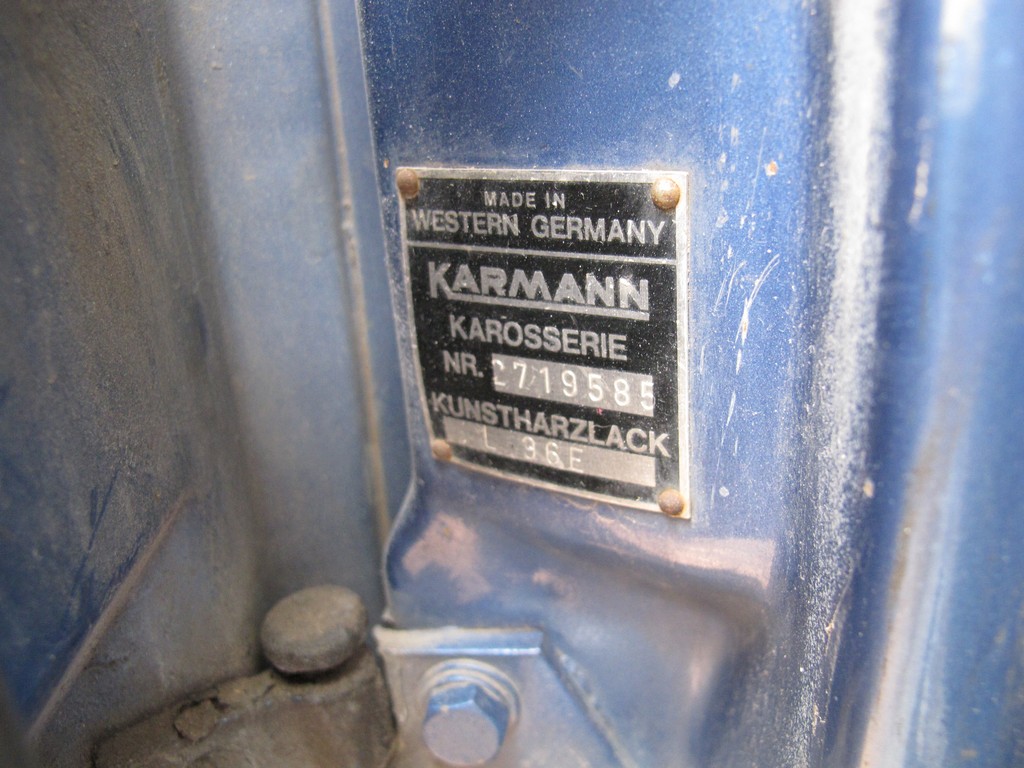 MADE IN
WESTERN GERMANY
KARMANN
KAROSSERIE
NR. 2719585
KUNSTHARZLACK
L 36E